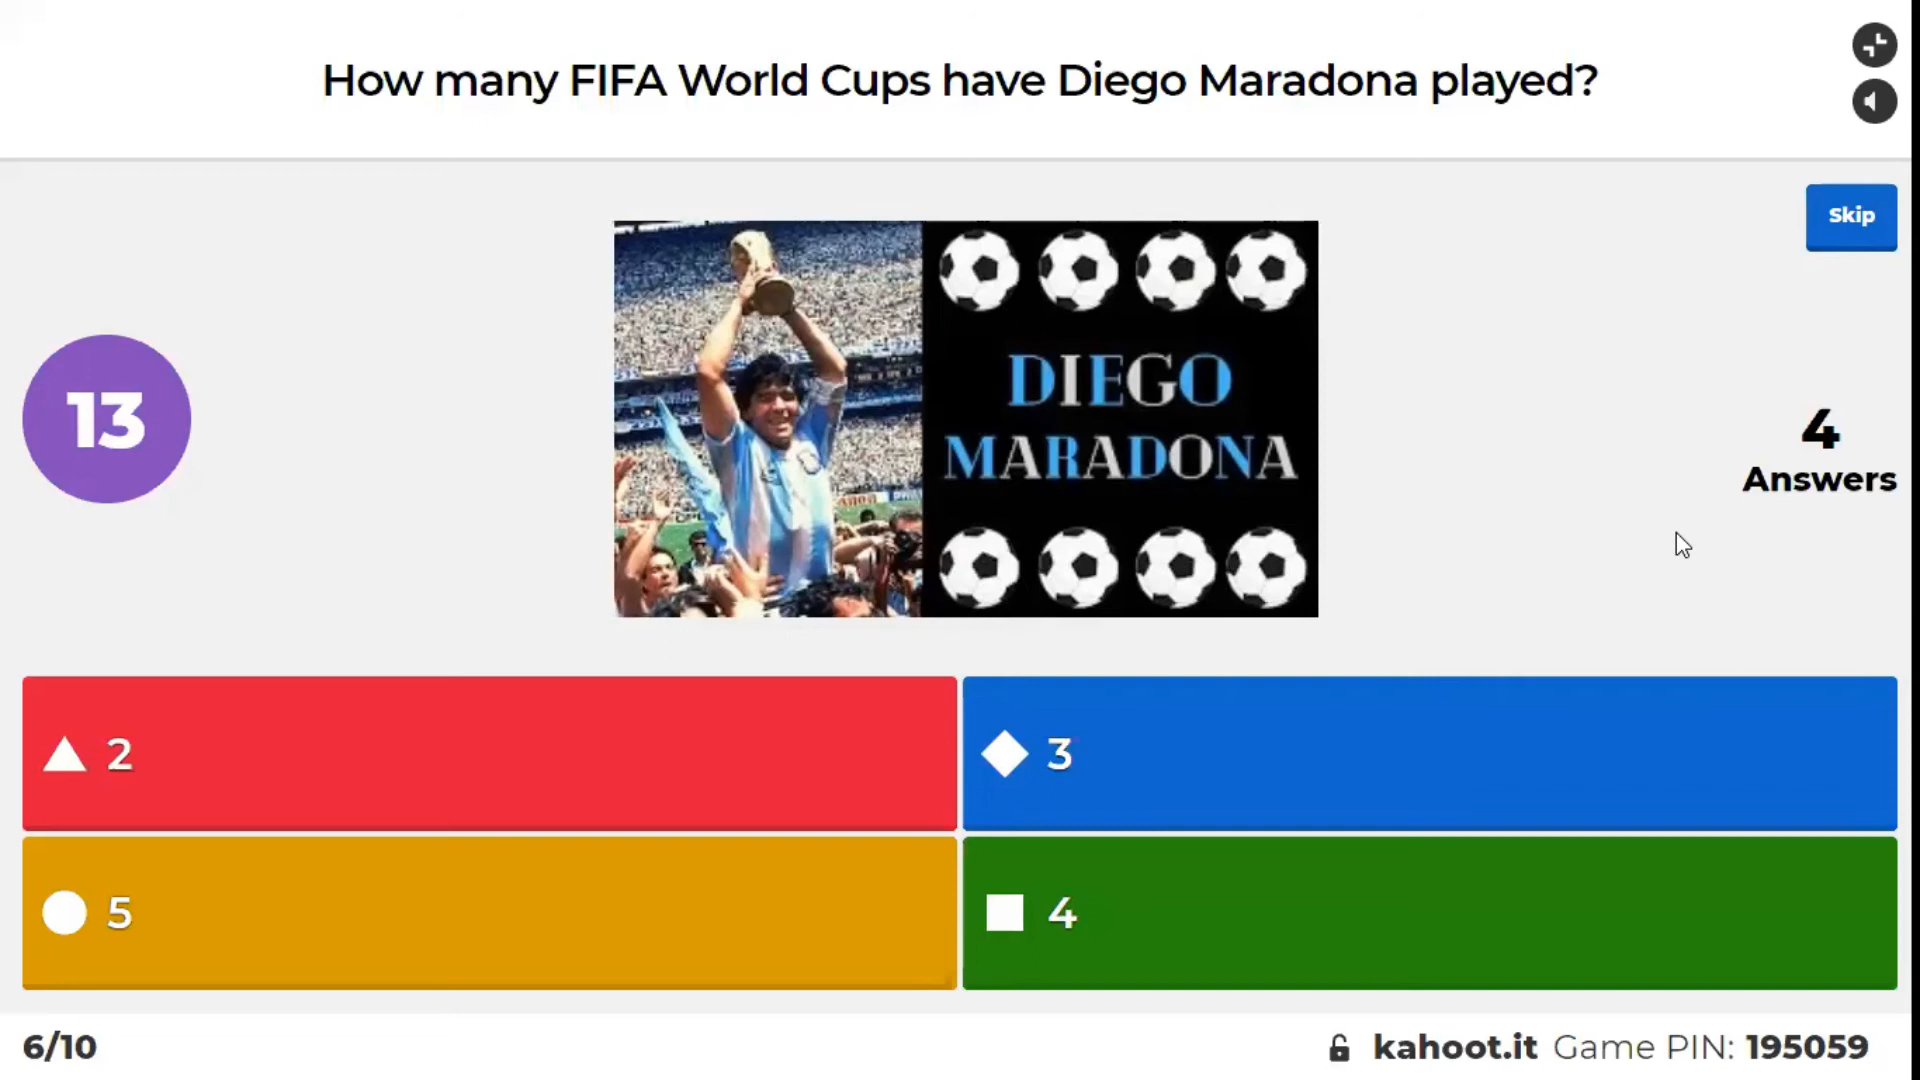 How many FIFA World Cups have Diego Maradona played?
Skip
13
DIEGO
MARADONA
4
Answers
2
3
5
4
6/10
kahoot.it Game PIN: 195059